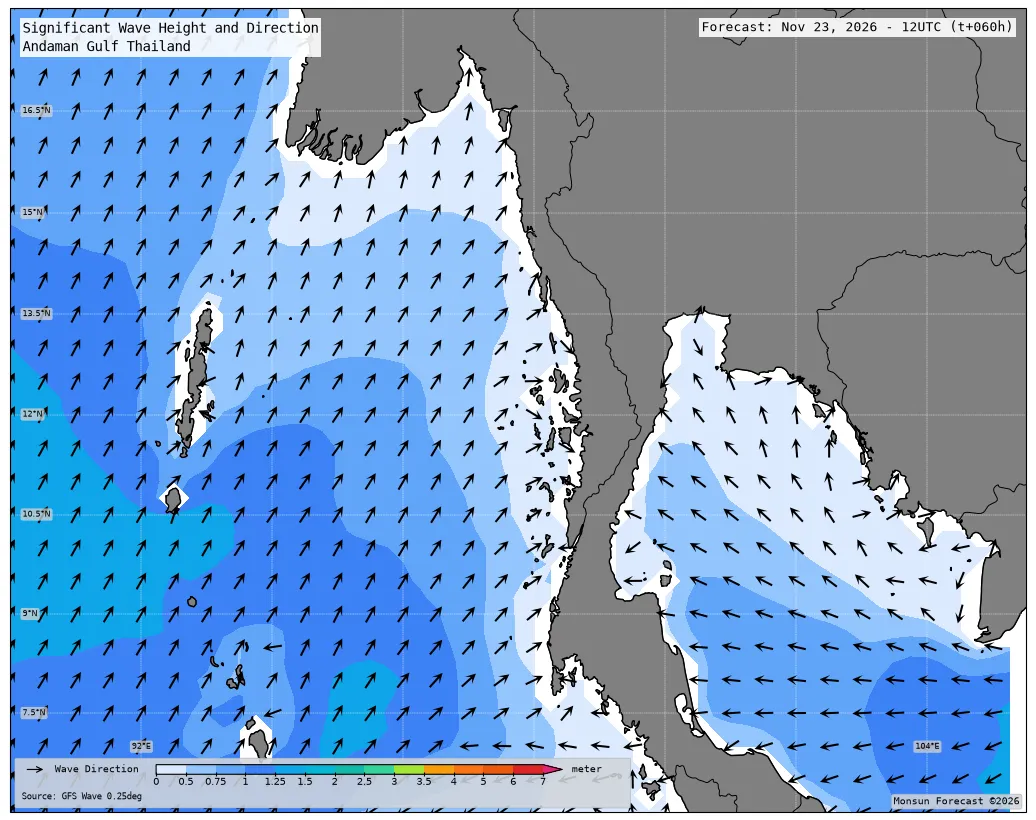 Significant Wave Height and Direction
Andaman Gulf Thailand
Forecast: Nov 23, 2026 - 12UTC (t+060h)
16.5°N
15°N
13.5°N
12°N
10.5°N
9°N
7.5°N
92°E
104°E
Wave Direction
0 0.5 0.75 1 1.25 1.5 2 2.5 3 3.5 4 5 6 7
meter
Source: GFS Wave 0.25deg
Monsun Forecast ©2026